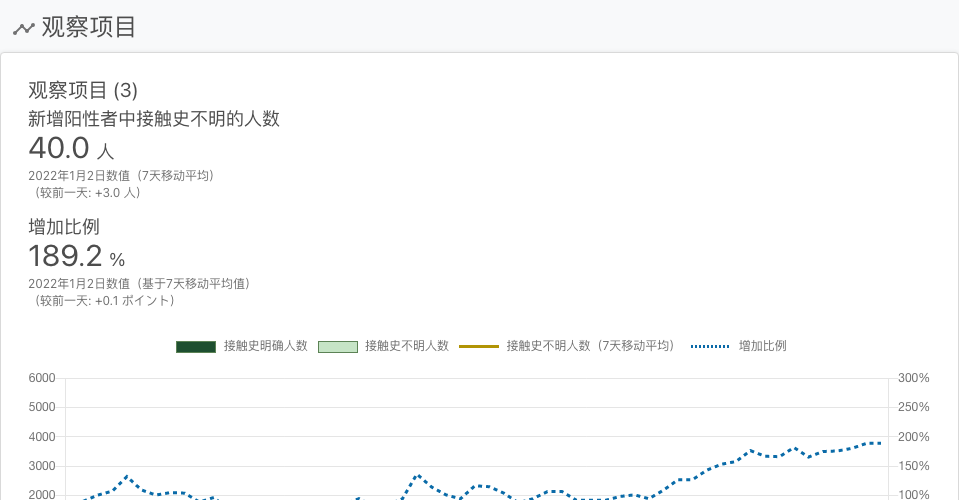 观察项目
观察项目 (3)
新增阳性者中接触史不明的人数
40.0 人
2022年1月2日数值（7天移动平均）
（较前一天: +3.0 人）
增加比例
189.2 %
2022年1月2日数值（基于7天移动平均值）
（较前一天: +0.1 ポイント）
接触史明确人数 接触史不明人数 接触史不明人数（7天移动平均） 增加比例
6000 300%
5000 250%
4000 200%
3000 150%
2000 100%